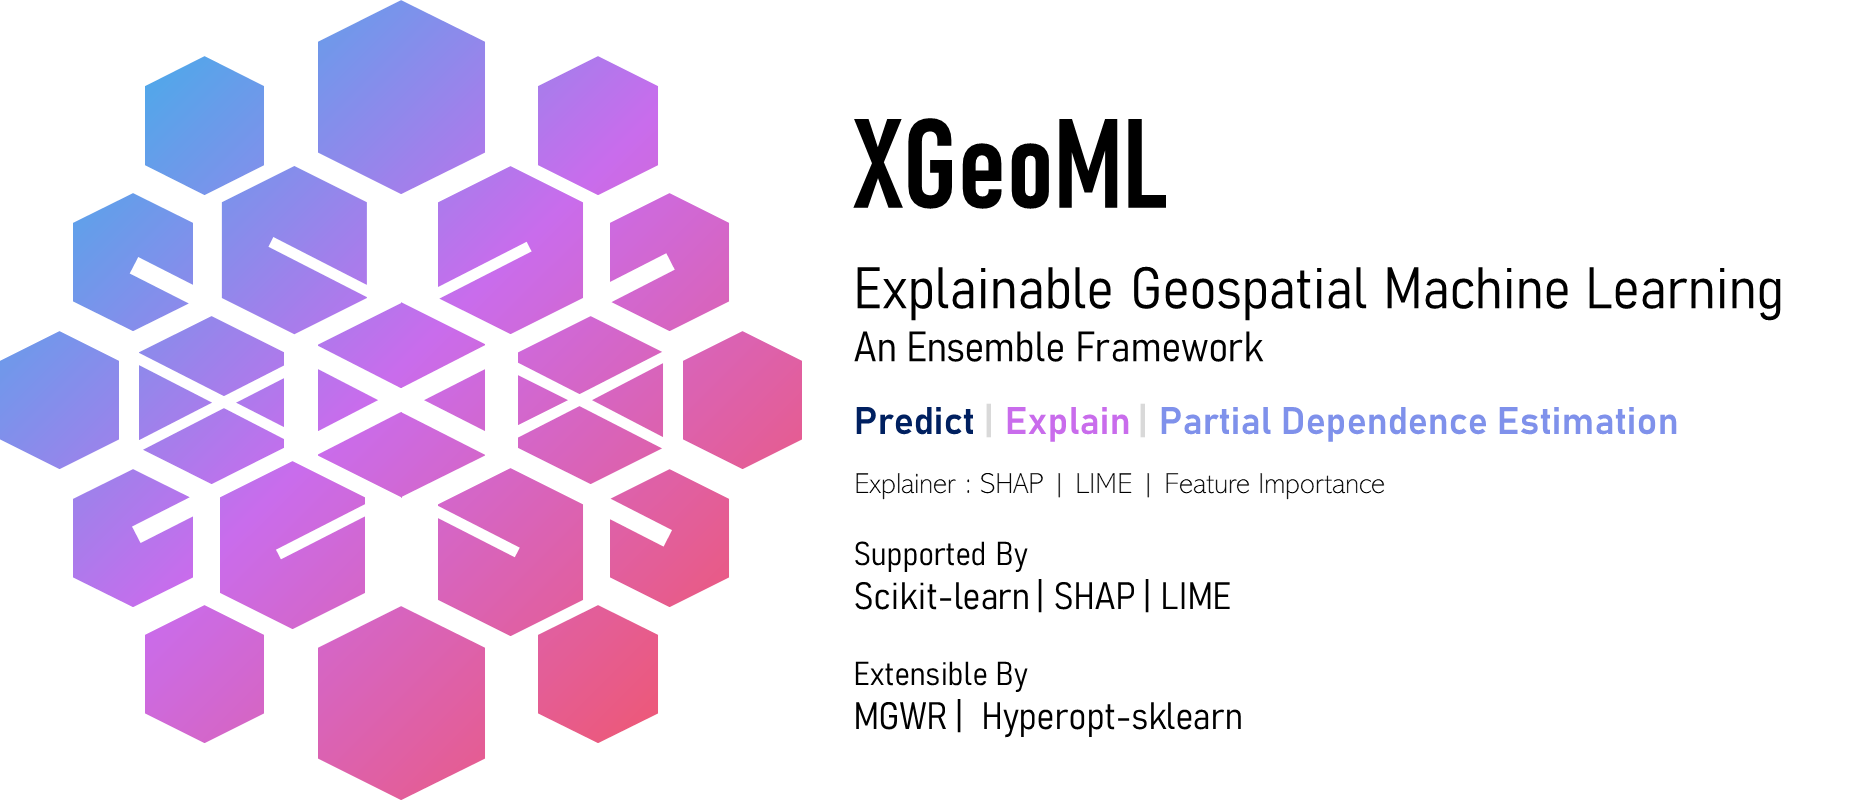 XGeoML
Explainable Geospatial Machine Learning
An Ensemble Framework
Predict | Explain | Partial Dependence Estimation
Explainer : SHAP | LIME | Feature Importance
Supported By
Scikit-learn | SHAP | LIME
Extensible By
MGWR | Hyperopt-sklearn